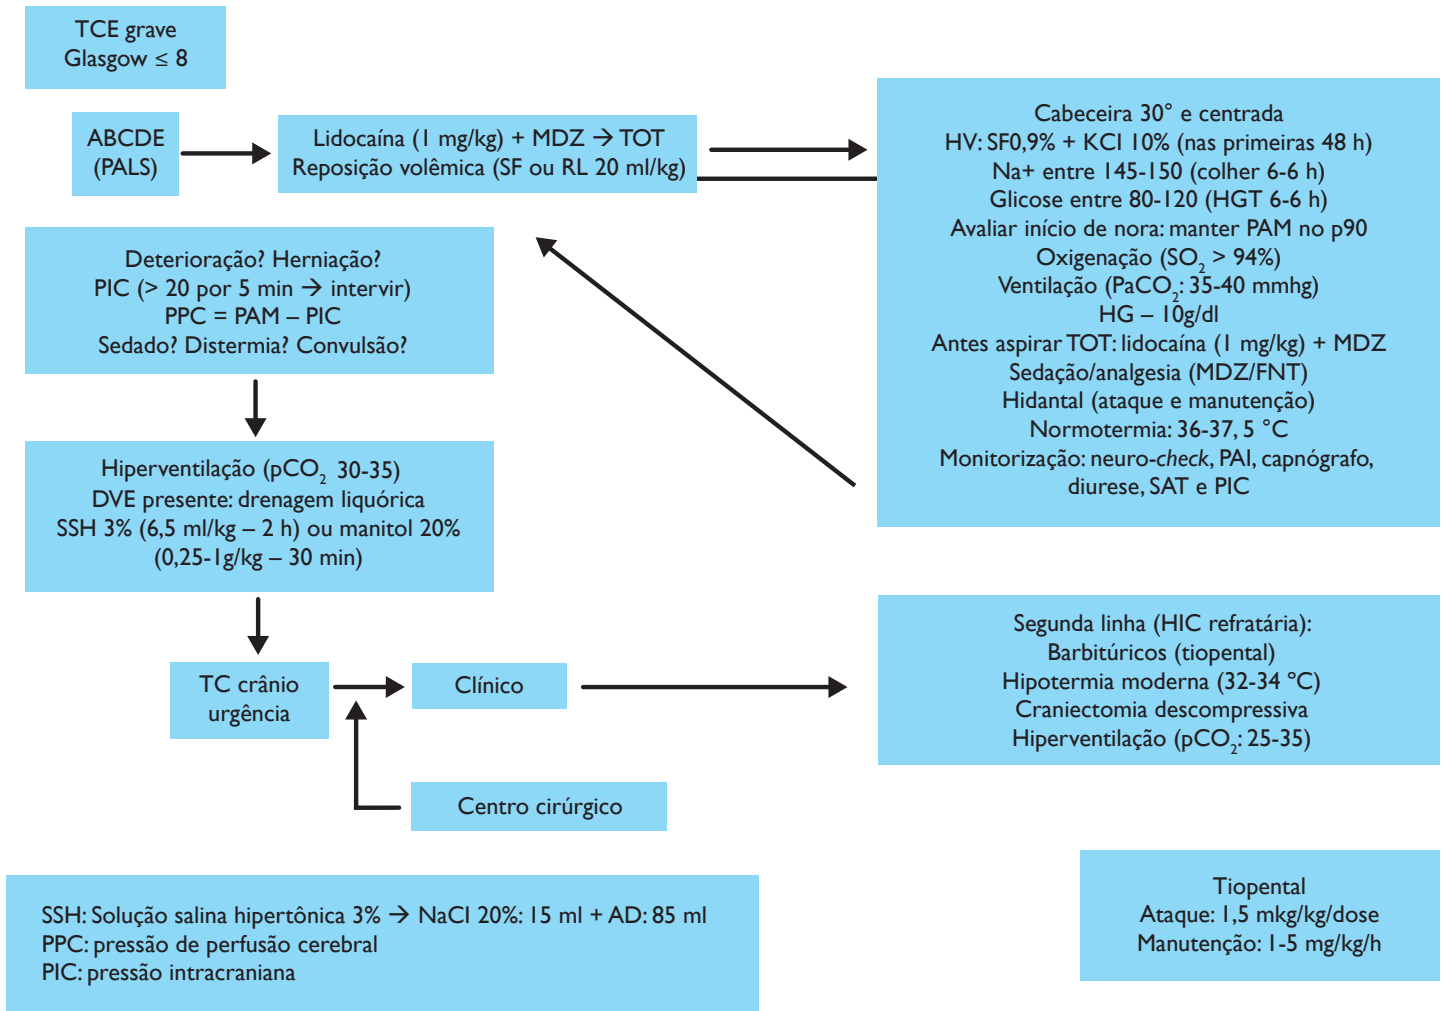 TCE grave
Glasgow ≤ 8
ABCDE
(PALS)
Lidocaína (1 mg/kg) + MDZ → TOT
Reposição volêmica (SF ou RL 20 ml/kg)
Cabeceira 30° e centrada
HV: SF0,9% + KCl 10% (nas primeiras 48 h)
Na+ entre 145-150 (colher 6-6 h)
Glicose entre 80-120 (HGT 6-6 h)
Avaliar início de nora: manter PAM no p90
Oxigenação (SO₂ > 94%)
Ventilação (PaCO₂: 35-40 mmhg)
HG – 10g/dl
Antes aspirar TOT: lidocaína (1 mg/kg) + MDZ
Sedação/analgesia (MDZ/FNT)
Hidantal (ataque e manutenção)
Normotermia: 36-37, 5 °C
Monitorização: neuro-check, PAI, capnógrafo,
diurese, SAT e PIC
Deterioração? Herniação?
PIC (> 20 por 5 min → intervir)
PPC = PAM – PIC
Sedado? Distermia? Convulsão?
Hiperventilação (pCO₂ 30-35)
DVE presente: drenagem liquórica
SSH 3% (6,5 ml/kg – 2 h) ou manitol 20%
(0,25-1g/kg – 30 min)
TC crânio
urgência
Clínico
Centro cirúrgico
Segunda linha (HIC refratária):
Barbitúricos (tiopental)
Hipotermia moderna (32-34 °C)
Craniectomia descompressiva
Hiperventilação (pCO₂: 25-35)
SSH: Solução salina hipertônica 3% → NaCl 20%: 15 ml + AD: 85 ml
PPC: pressão de perfusão cerebral
PIC: pressão intracraniana
Tiopental
Ataque: 1,5 mkg/kg/dose
Manutenção: 1-5 mg/kg/h